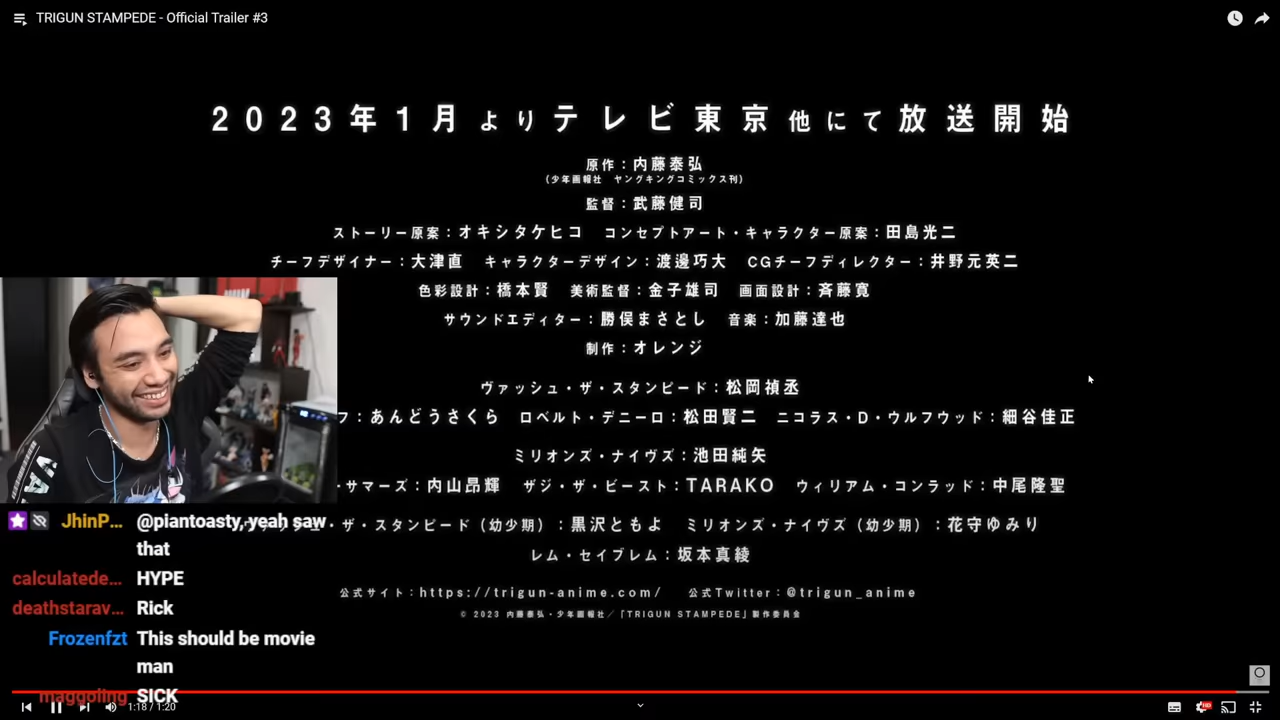 TRIGUN STAMPEDE - Official Trailer #3
2023年1月よりテレビ東京他にて放送開始
原作：内藤泰弘
（少年画報社　ヤングキングコミックス刊）
監督：武藤健司
ストーリー原案：オキシタケヒコ　コンセプトアート・キャラクター原案：田島光二
チーフデザイナー：大津直　キャラクターデザイン：渡邊巧大　CGチーフディレクター：井野元英二
色彩設計：橋本賢　美術監督：金子雄司　画面設計：斉藤寛
サウンドエディター：勝俣まさとし　音楽：加藤達也
制作：オレンジ
ヴァッシュ・ザ・スタンピード：松岡禎丞
フ：あんどうさくら　ロベルト・デニーロ：松田賢二　ニコラス・D・ウルフウッド：細谷佳正
ミリオンズ・ナイヴズ：池田純矢
・サマーズ：内山昂輝　ザジ・ザ・ビースト：TARAKO　ウィリアム・コンラッド：中尾隆聖
・ザ・スタンピード（幼少期）：黒沢ともよ　ミリオンズ・ナイヴズ（幼少期）：花守ゆみり
レム・セイブレム：坂本真綾
公式サイト：https://trigun-anime.com/　公式Twitter：@trigun_anime
© 2023 内藤泰弘・少年画報社／「TRIGUN STAMPEDE」製作委員会
JhinP... @piantoasty, yeah saw
that
calculatede... HYPE
deathstarav... Rick
Frozenfzt This should be movie
man
maggoling SICK
1:18 / 1:20
HD